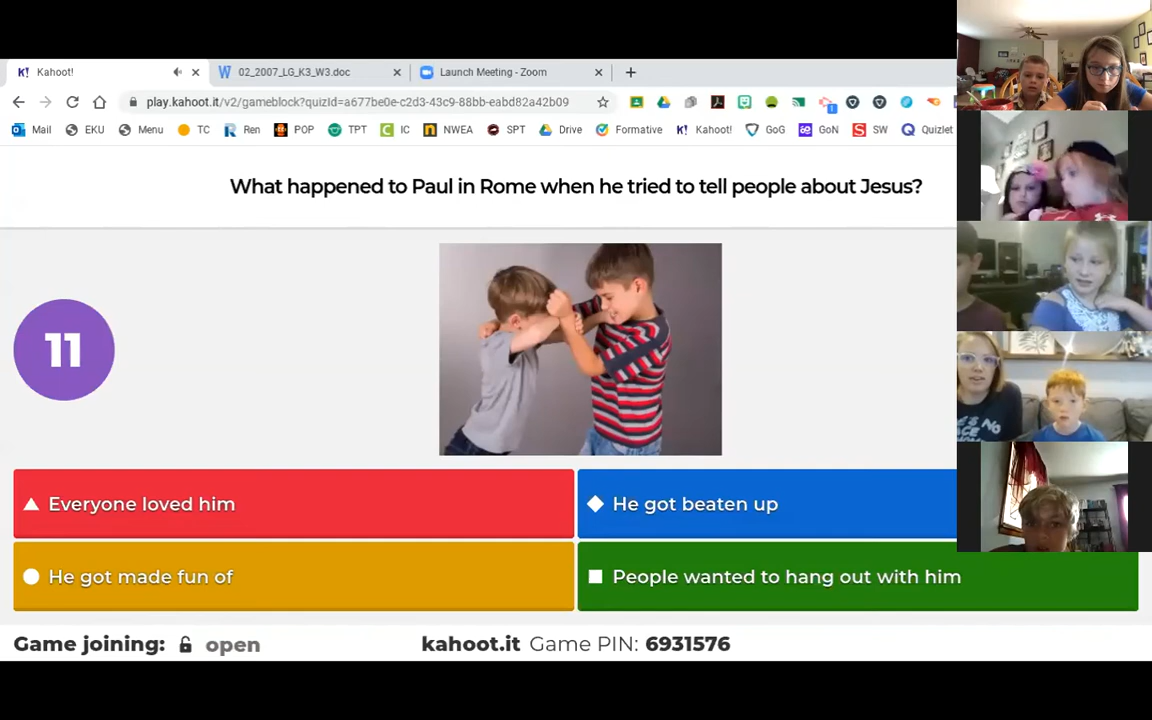 K! Kahoot!
02_2007_LG_K3_W3.doc
Launch Meeting - Zoom
play.kahoot.it/v2/gameblock?quizId=a677be0e-c2d3-43c9-88bb-eabd82a42b09
Mail EKU Menu TC Ren POP TPT IC NWEA SPT Drive Formative K! Kahoot! GoG GoN SW Quizlet
What happened to Paul in Rome when he tried to tell people about Jesus?
11
Everyone loved him
He got beaten up
He got made fun of
People wanted to hang out with him
Game joining: open
kahoot.it Game PIN: 6931576